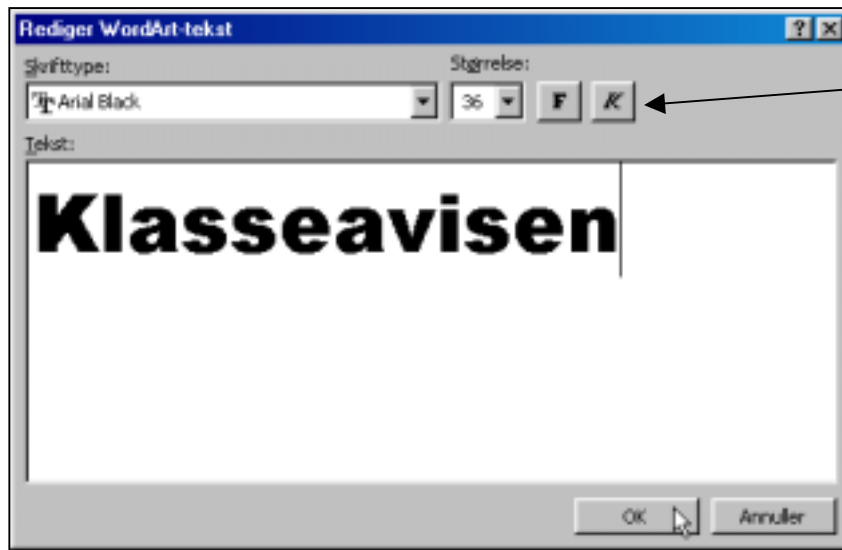 Rediger WordArt-tekst
Skrifttype: Størrelse:
Arial Black 36 F K
Tekst:
Klasseavisen
OK Annuller